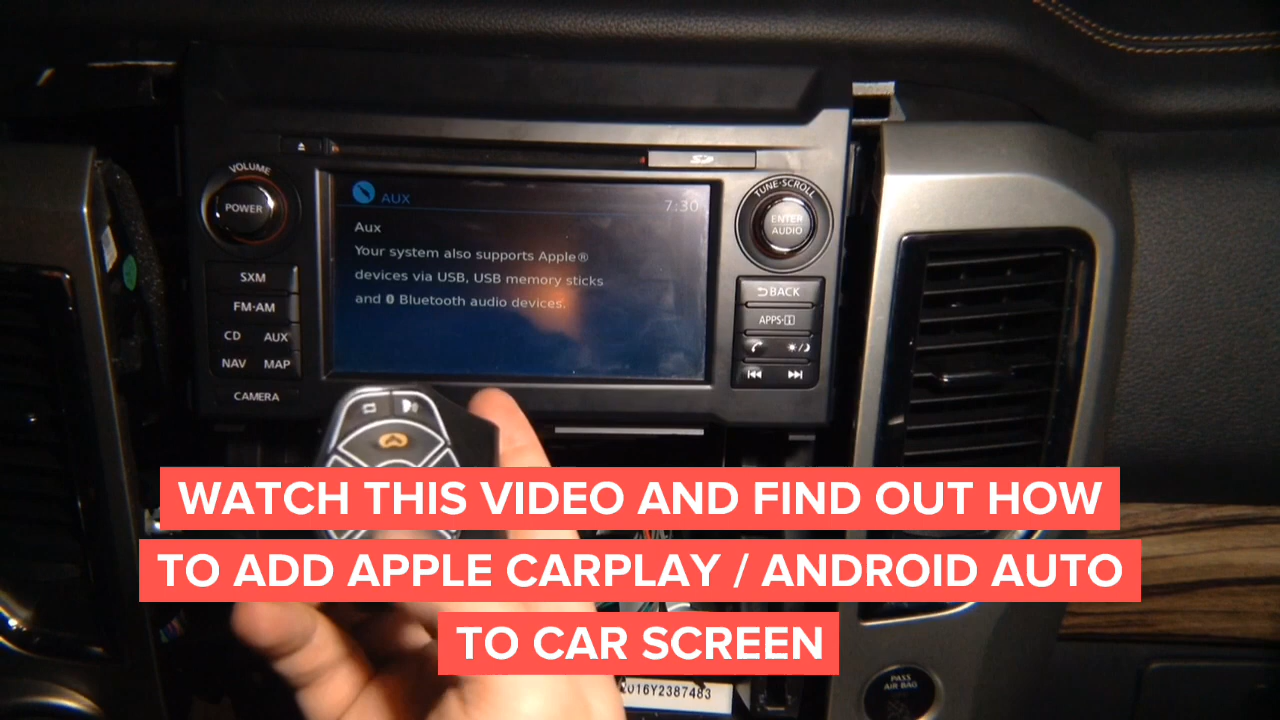 VOLUME
POWER
SXM
FM·AM
CD AUX
NAV MAP
CAMERA
AUX
7:30
Aux
Your system also supports Apple®
devices via USB, USB memory sticks
and Bluetooth audio devices.
TUNE·SCROLL
ENTER
AUDIO
BACK
APPS·i
WATCH THIS VIDEO AND FIND OUT HOW
TO ADD APPLE CARPLAY / ANDROID AUTO
TO CAR SCREEN
2016Y2387483
PASS
AIR BAG